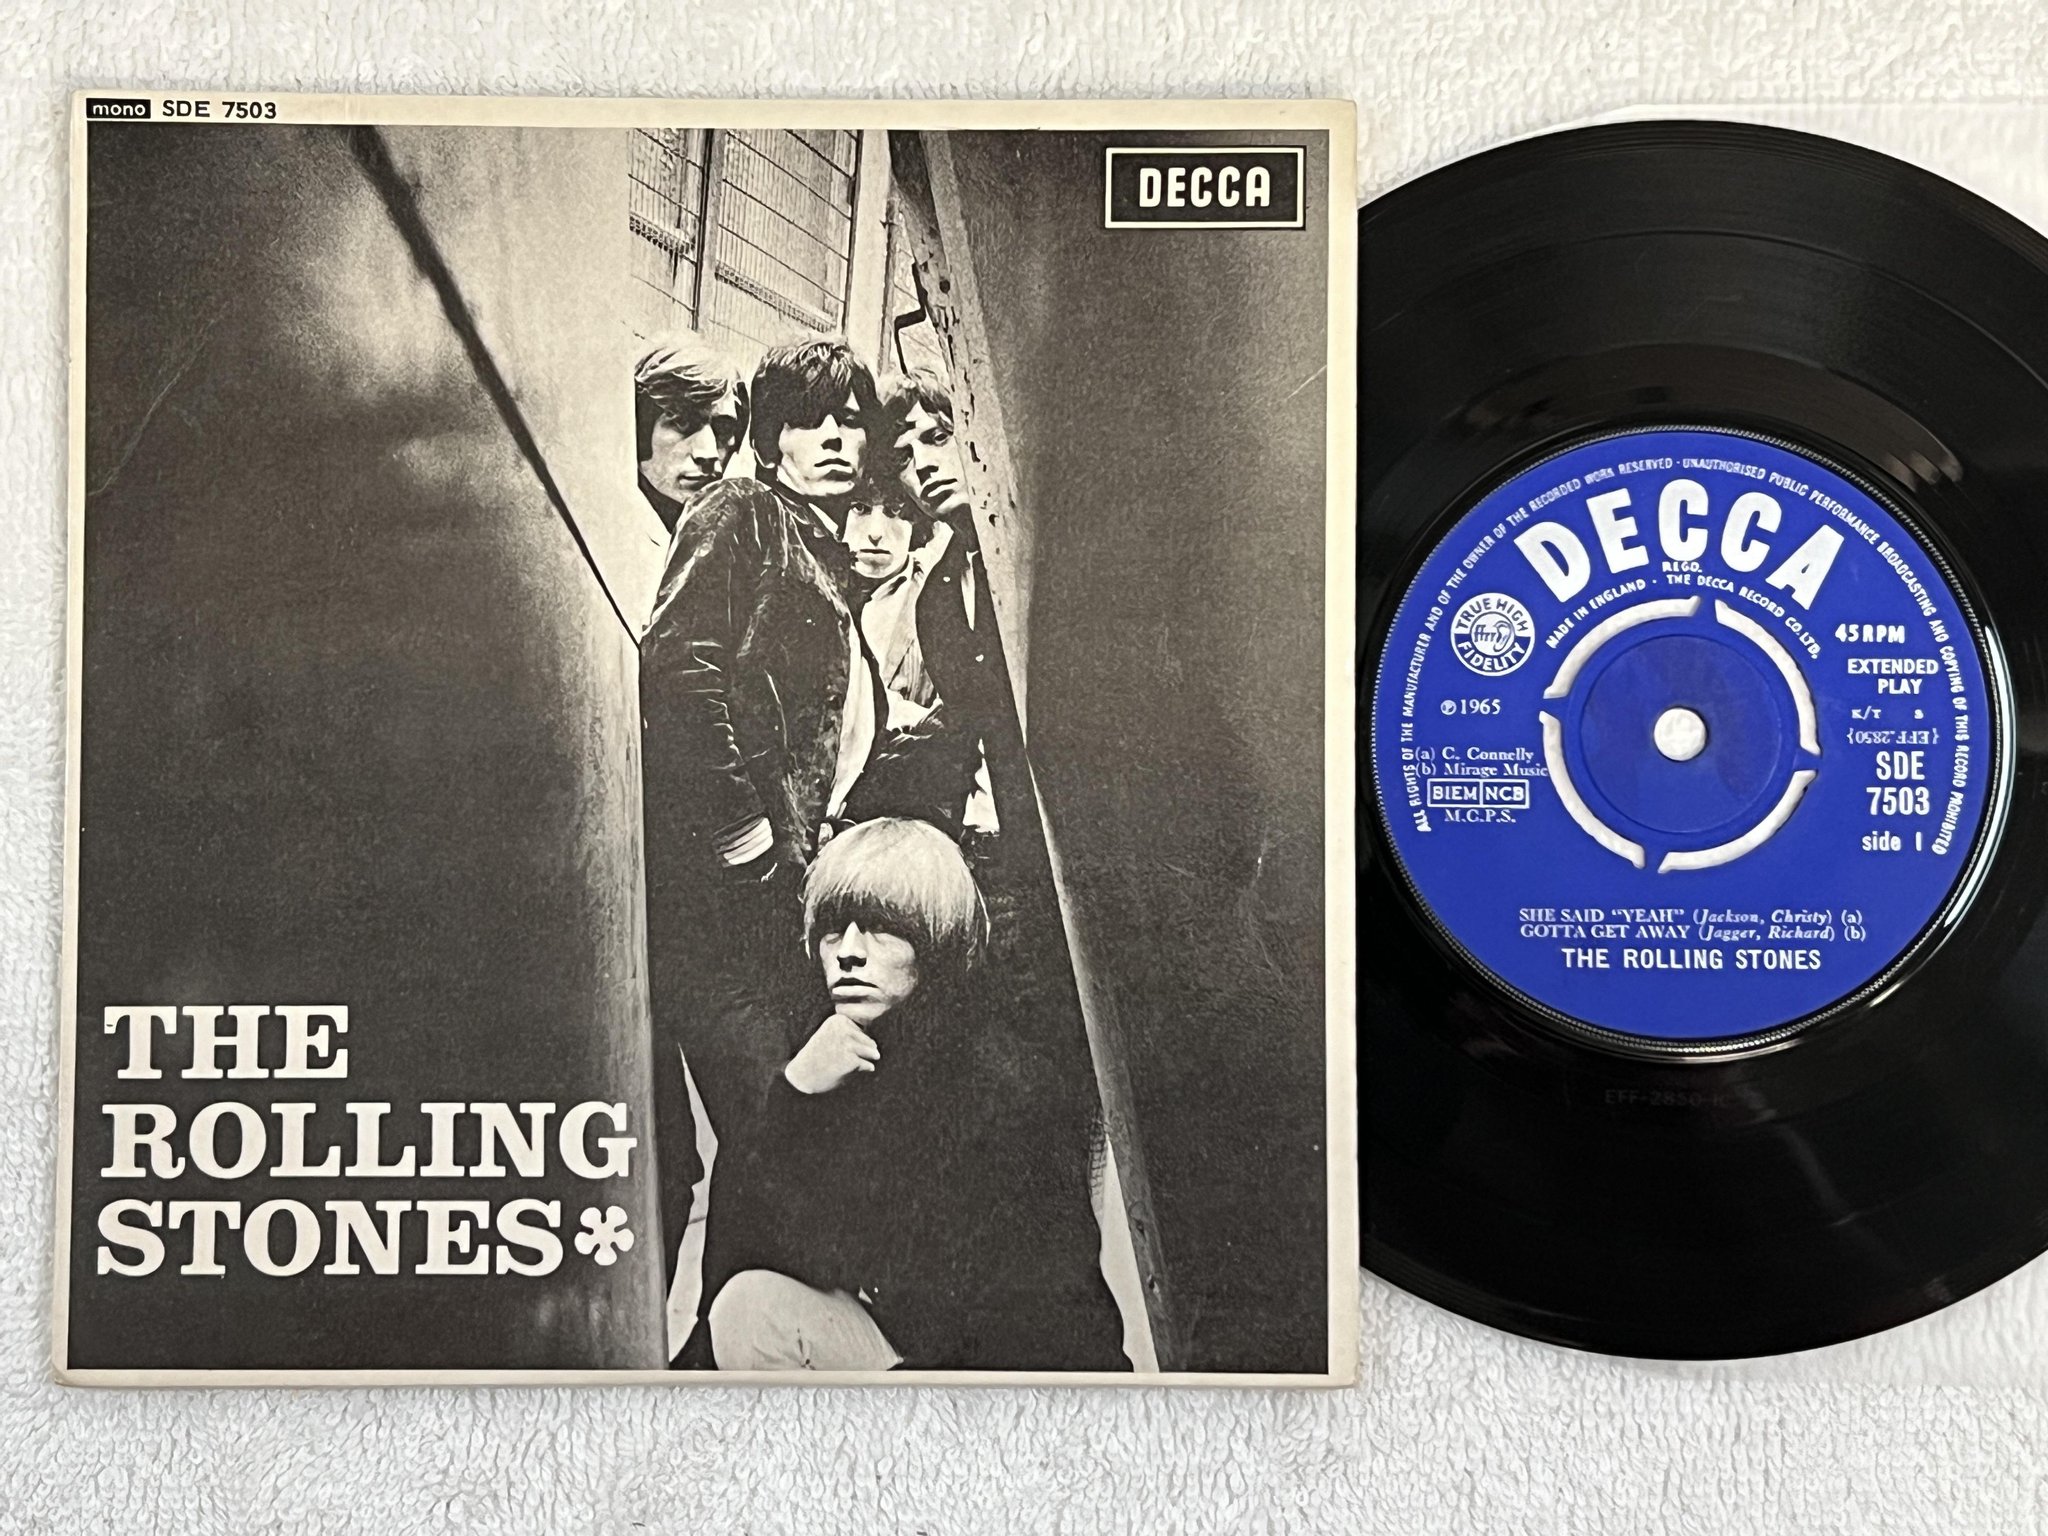 mono SDE 7503
DECCA
THE
ROLLING
STONES*
ALL RIGHTS OF THE MANUFACTURER AND OF THE OWNER OF THE RECORDED WORK RESERVED · UNAUTHORISED PUBLIC PERFORMANCE BROADCASTING AND COPYING OF THIS RECORD PROHIBITED
DECCA
REGD.
MADE IN ENGLAND · THE DECCA RECORD CO. LTD.
TRUE HIGH
ffrr
FIDELITY
45 RPM
EXTENDED
PLAY
℗1965
K/T
{EFF.2850}
(a) C. Connelly
(b) Mirage Music
BIEM NCB
M.C.P.S.
SDE
7503
side 1
SHE SAID “YEAH” (Jackson, Christy) (a)
GOTTA GET AWAY (Jagger, Richard) (b)
THE ROLLING STONES